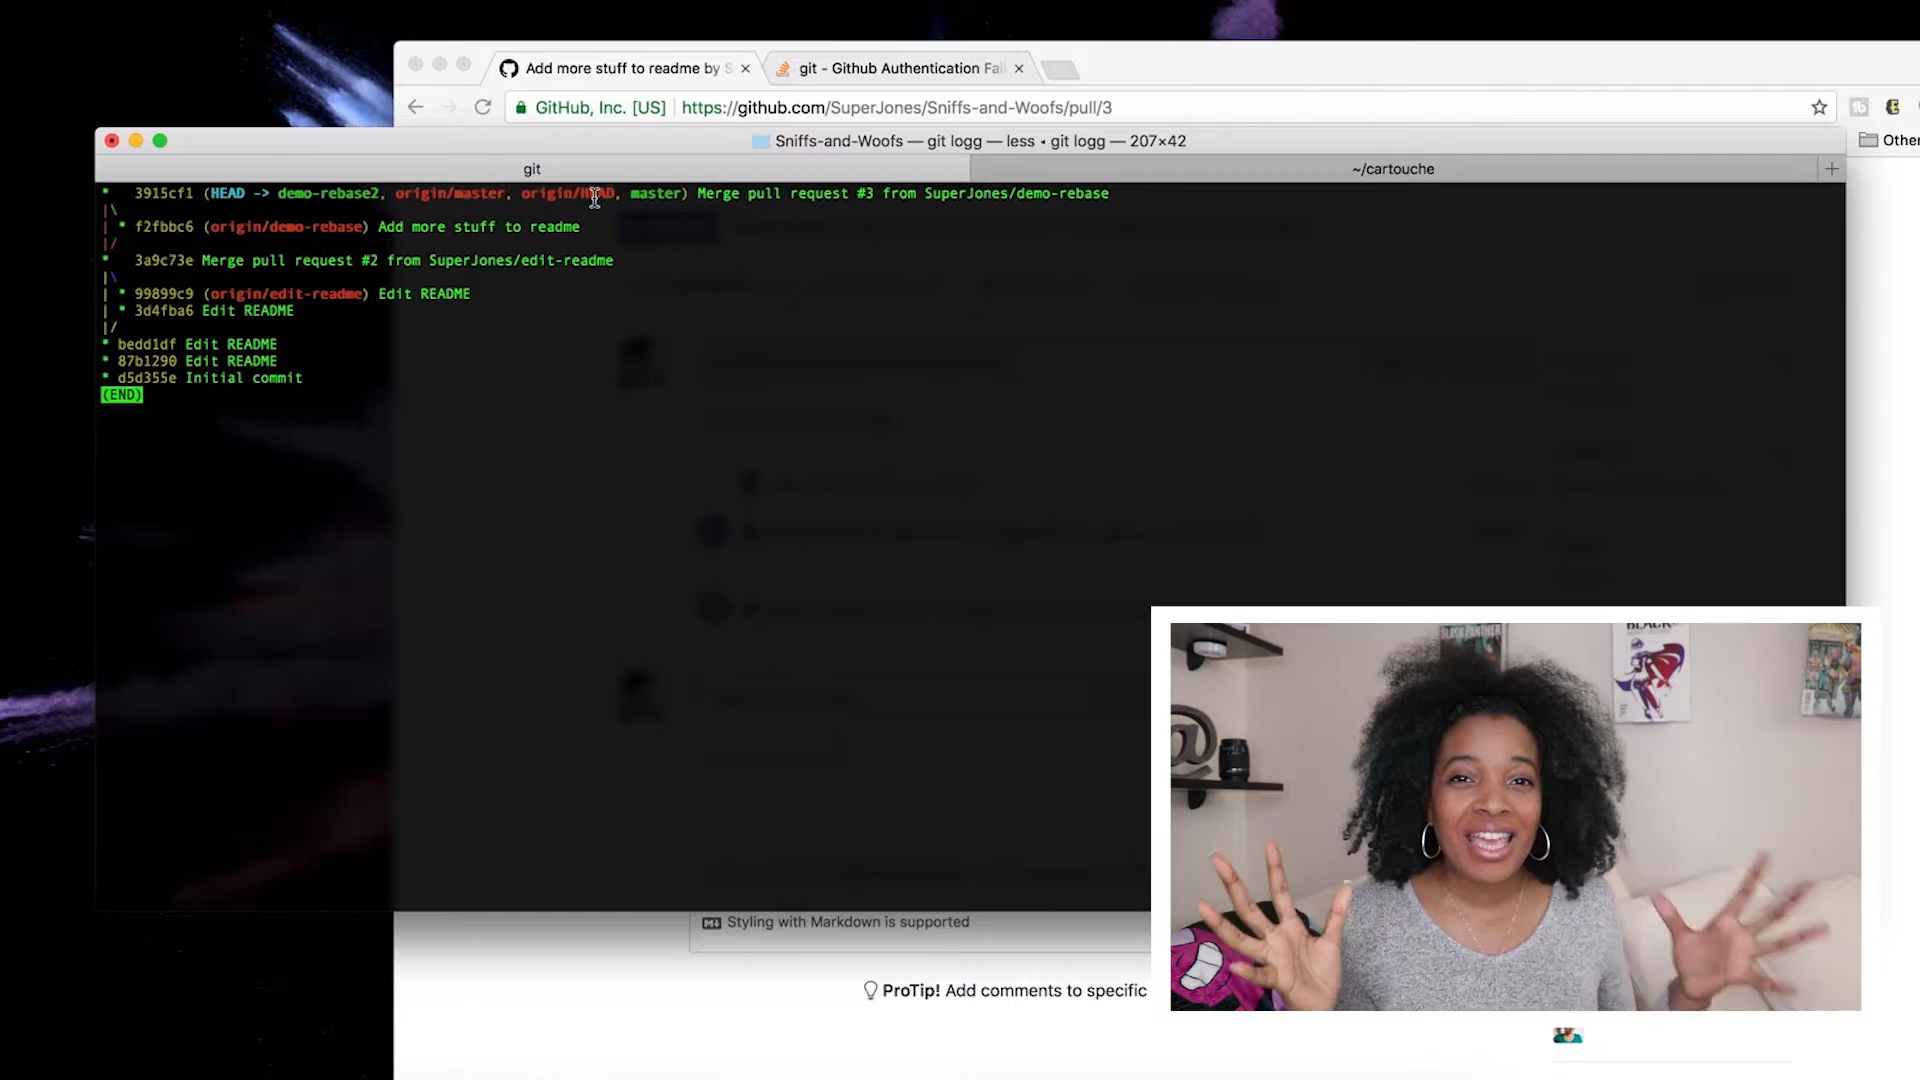 Add more stuff to readme by S
git - Github Authentication Fai
GitHub, Inc. [US] https://github.com/SuperJones/Sniffs-and-Woofs/pull/3
Other
Sniffs-and-Woofs — git logg — less ◂ git logg — 207×42
git
~/cartouche
* 3915cf1 (HEAD -> demo-rebase2, origin/master, origin/HEAD, master) Merge pull request #3 from SuperJones/demo-rebase
|\
| * f2fbbc6 (origin/demo-rebase) Add more stuff to readme
|/
* 3a9c73e Merge pull request #2 from SuperJones/edit-readme
|\
| * 99899c9 (origin/edit-readme) Edit README
| * 3d4fba6 Edit README
|/
* bedd1df Edit README
* 87b1290 Edit README
* d5d355e Initial commit
(END)
BLACK PANTHER
BLACK
@
Styling with Markdown is supported
ProTip! Add comments to specific